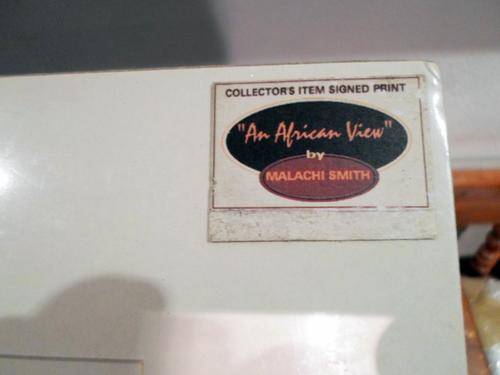 COLLECTOR'S ITEM SIGNED PRINT
"An African View"
by
MALACHI SMITH